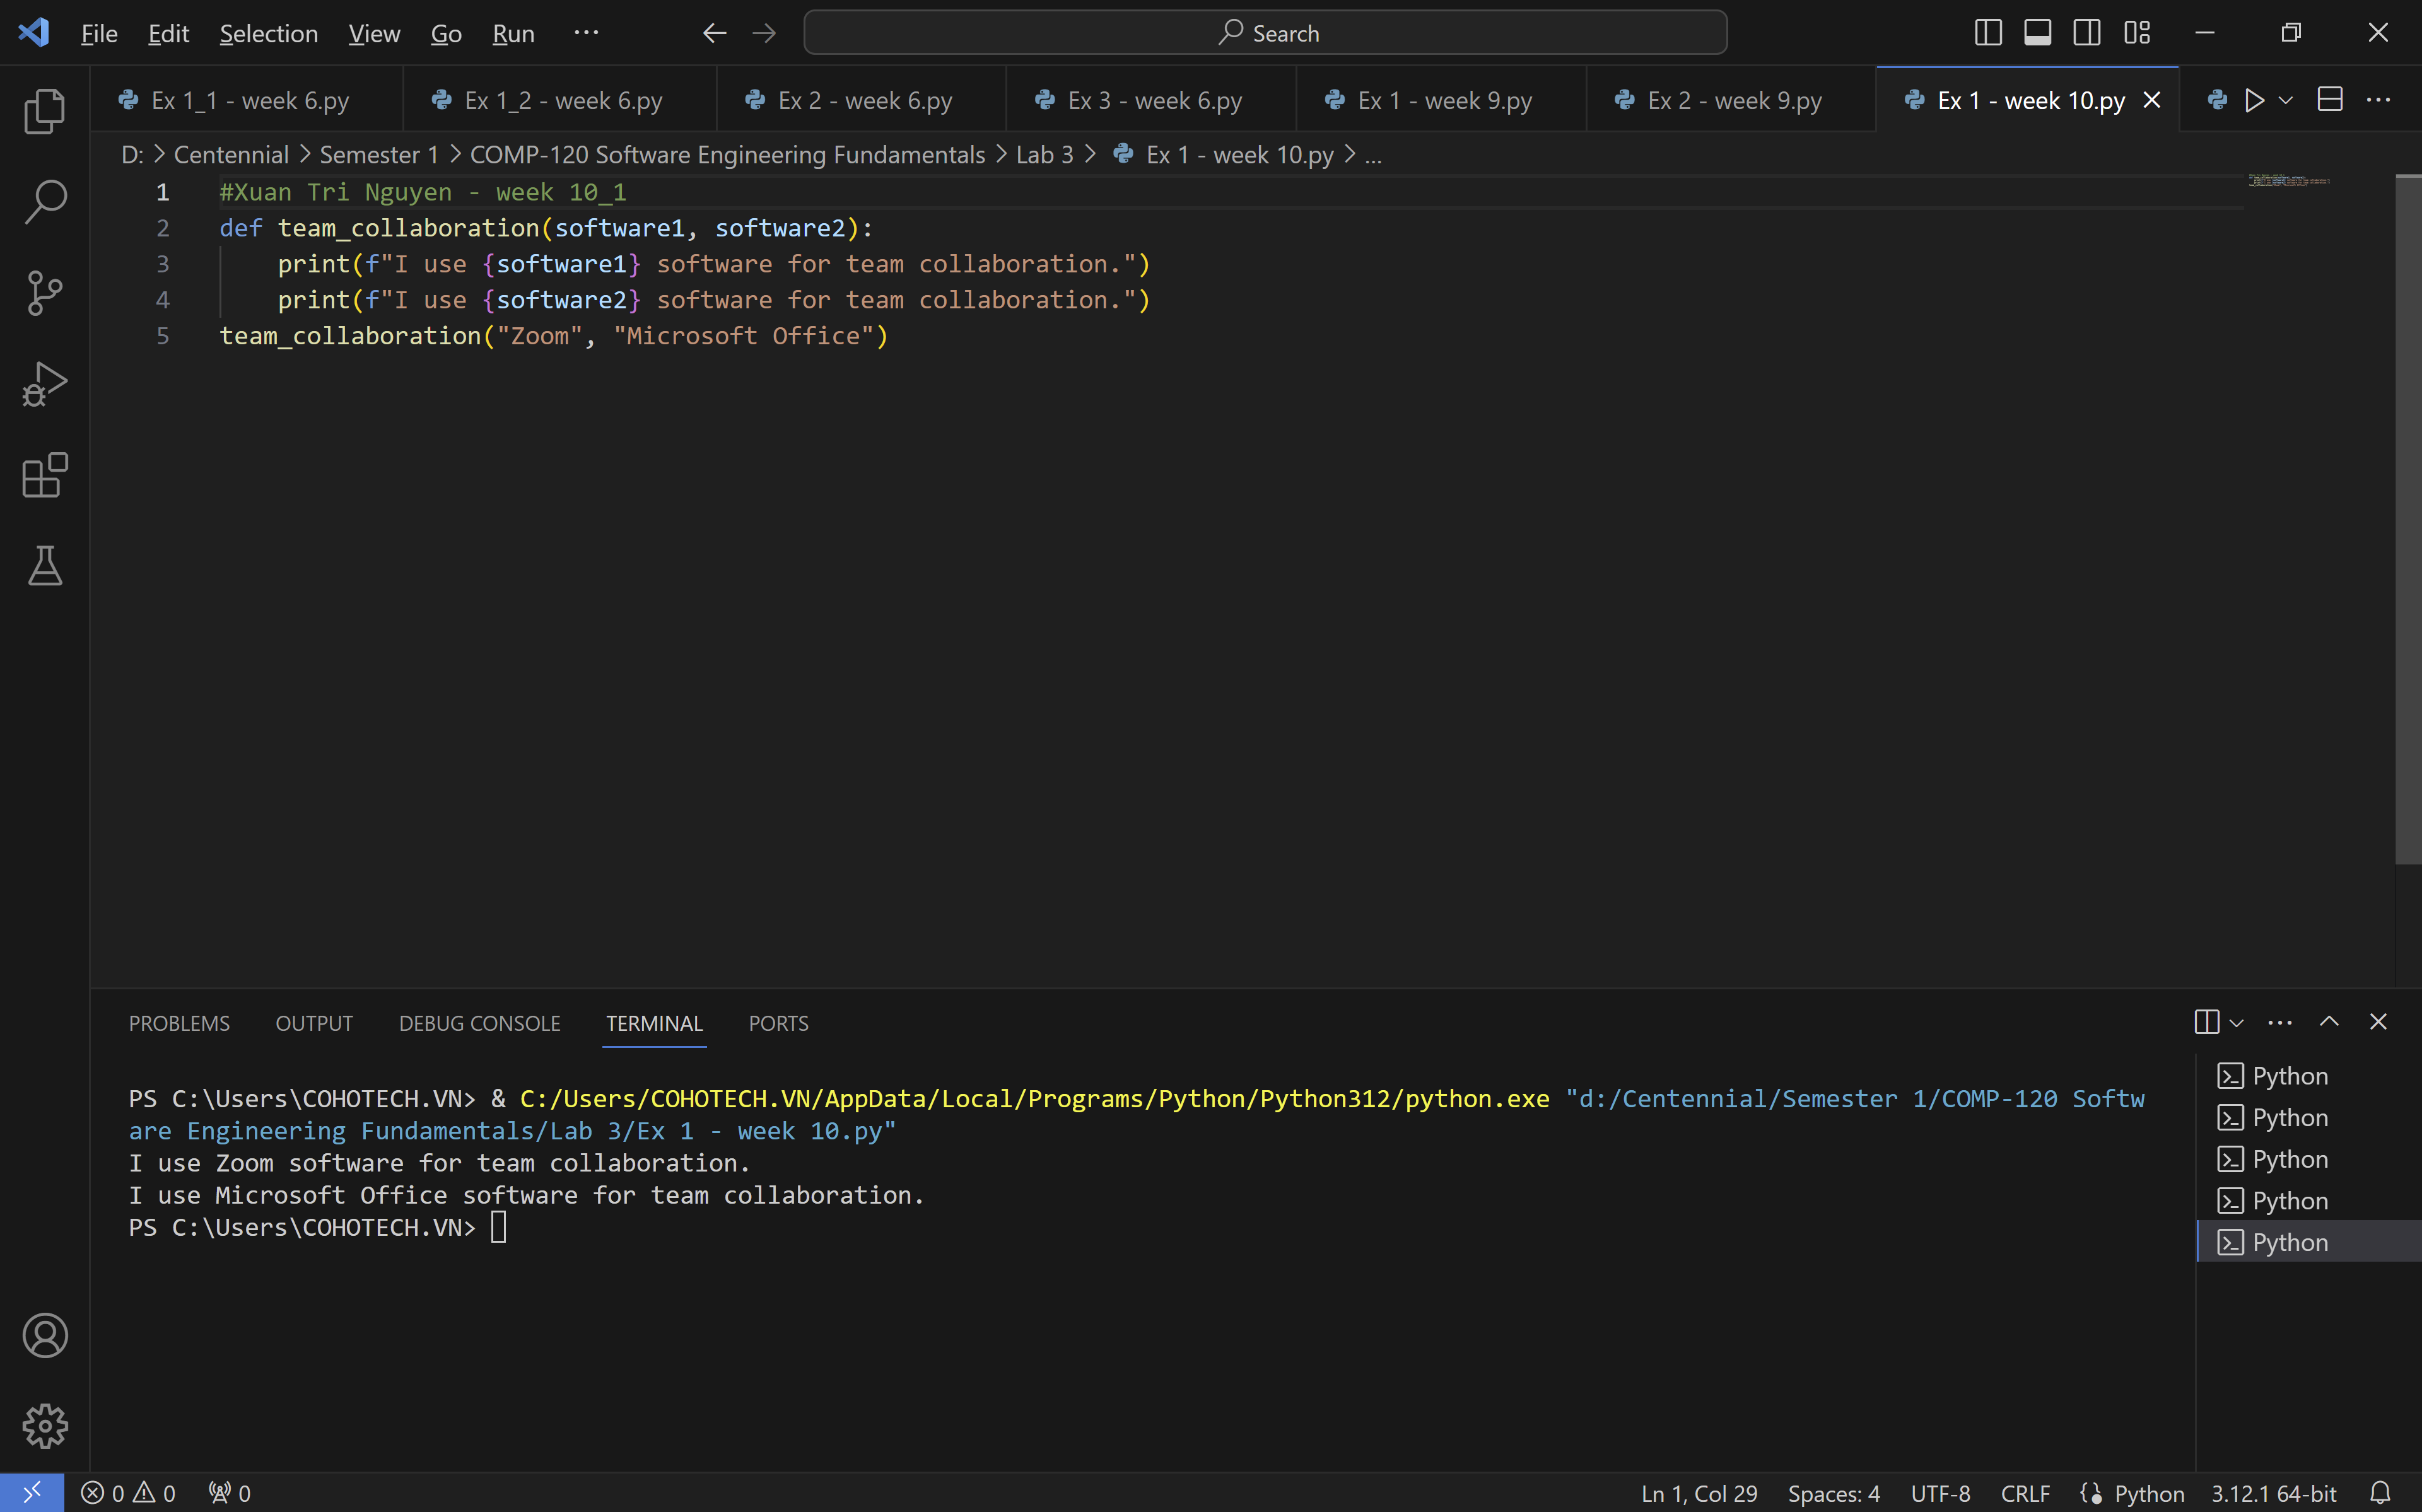 File Edit Selection View Go Run ...
Search
Ex 1_1 - week 6.py Ex 1_2 - week 6.py Ex 2 - week 6.py Ex 3 - week 6.py Ex 1 - week 9.py Ex 2 - week 9.py Ex 1 - week 10.py
D: > Centennial > Semester 1 > COMP-120 Software Engineering Fundamentals > Lab 3 > Ex 1 - week 10.py > ...
1 #Xuan Tri Nguyen - week 10_1
2 def team_collaboration(software1, software2):
3     print(f"I use {software1} software for team collaboration.")
4     print(f"I use {software2} software for team collaboration.")
5 team_collaboration("Zoom", "Microsoft Office")
PROBLEMS OUTPUT DEBUG CONSOLE TERMINAL PORTS
PS C:\Users\COHOTECH.VN> & C:/Users/COHOTECH.VN/AppData/Local/Programs/Python/Python312/python.exe "d:/Centennial/Semester 1/COMP-120 Softw
are Engineering Fundamentals/Lab 3/Ex 1 - week 10.py"
I use Zoom software for team collaboration.
I use Microsoft Office software for team collaboration.
PS C:\Users\COHOTECH.VN>
Python
Python
Python
Python
Python
0 0 0 Ln 1, Col 29 Spaces: 4 UTF-8 CRLF Python 3.12.1 64-bit